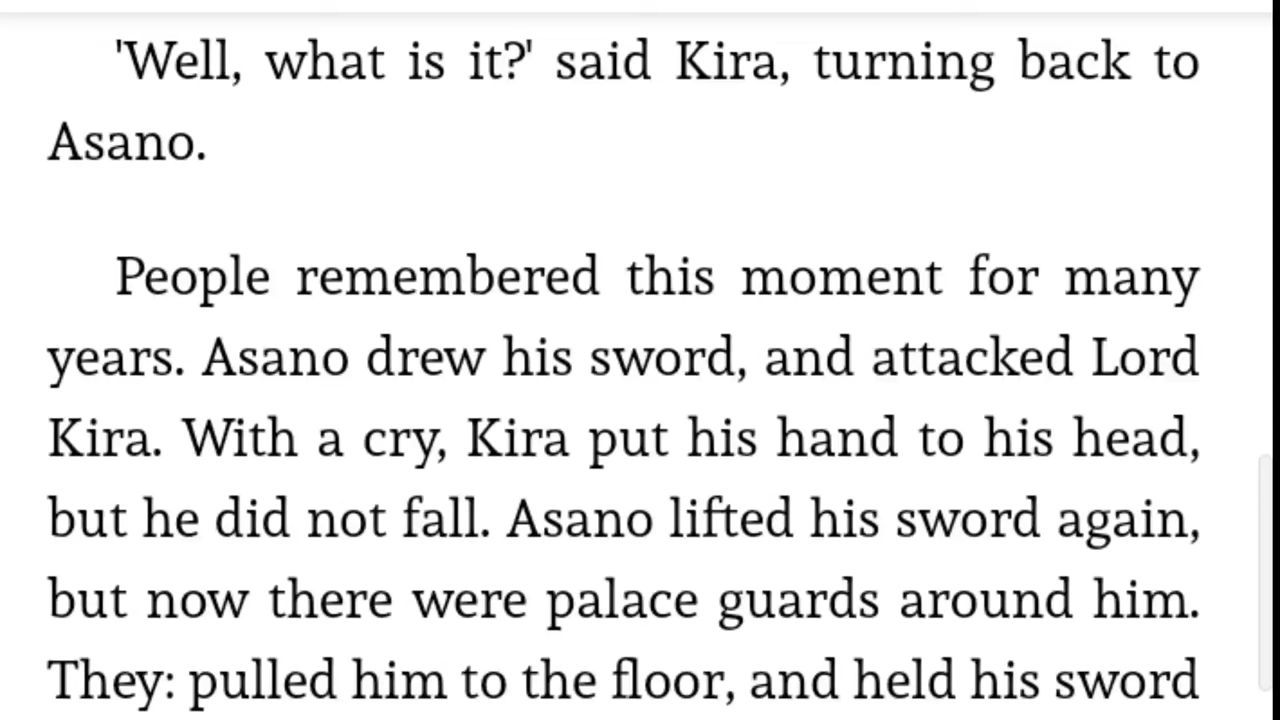 'Well, what is it?' said Kira, turning back to
Asano.
People remembered this moment for many
years. Asano drew his sword, and attacked Lord
Kira. With a cry, Kira put his hand to his head,
but he did not fall. Asano lifted his sword again,
but now there were palace guards around him.
They: pulled him to the floor, and held his sword